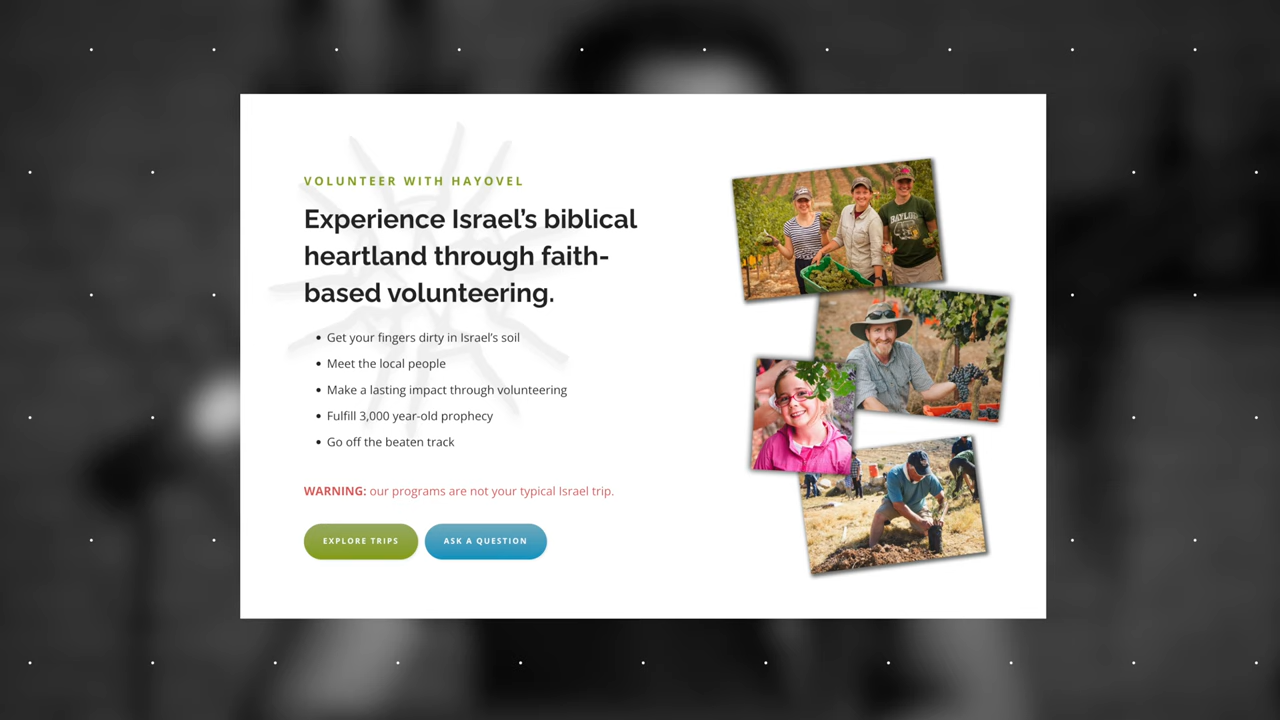 VOLUNTEER WITH HAYOVEL
Experience Israel's biblical
heartland through faith-
based volunteering.
• Get your fingers dirty in Israel's soil
• Meet the local people
• Make a lasting impact through volunteering
• Fulfill 3,000 year-old prophecy
• Go off the beaten track
WARNING: our programs are not your typical Israel trip.
EXPLORE TRIPS
ASK A QUESTION
BAYLOR